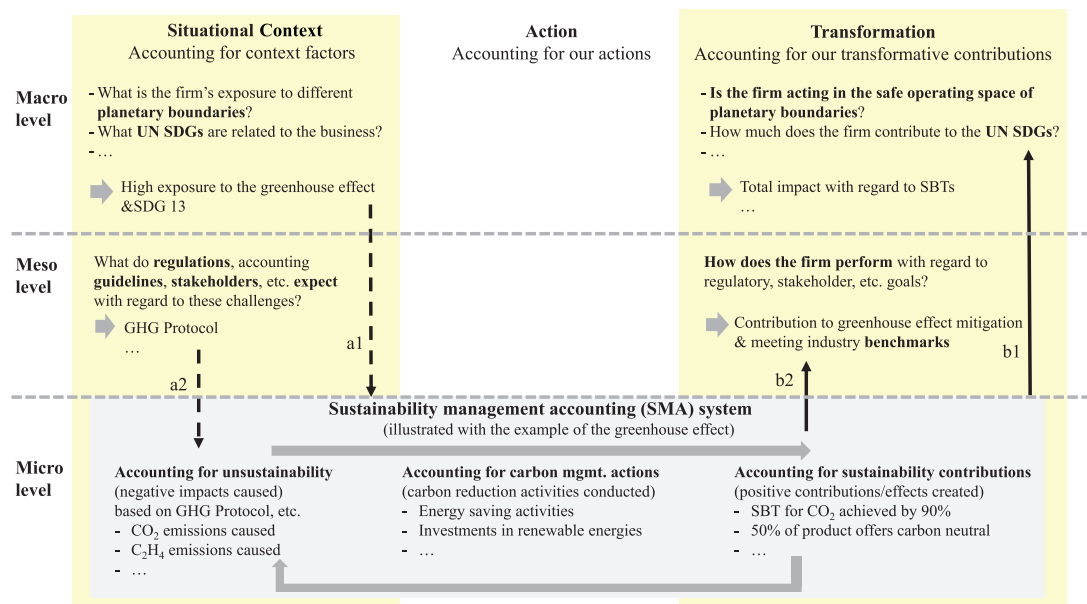 Situational Context
Accounting for context factors
Action
Accounting for our actions
Transformation
Accounting for our transformative contributions
Macro
level
- What is the firm's exposure to different
planetary boundaries?
- What UN SDGs are related to the business?
- …
High exposure to the greenhouse effect
&SDG 13
- Is the firm acting in the safe operating space of
planetary boundaries?
- How much does the firm contribute to the UN SDGs?
- …
Total impact with regard to SBTs
…
Meso
level
What do regulations, accounting
guidelines, stakeholders, etc. expect
with regard to these challenges?
GHG Protocol
…
a1
a2
How does the firm perform with regard to
regulatory, stakeholder, etc. goals?
Contribution to greenhouse effect mitigation
& meeting industry benchmarks
b1
b2
Micro
level
Sustainability management accounting (SMA) system
(illustrated with the example of the greenhouse effect)
Accounting for unsustainability
(negative impacts caused)
based on GHG Protocol, etc.
- CO₂ emissions caused
- C₂H₄ emissions caused
- …
Accounting for carbon mgmt. actions
(carbon reduction activities conducted)
- Energy saving activities
- Investments in renewable energies
- …
Accounting for sustainability contributions
(positive contributions/effects created)
- SBT for CO₂ achieved by 90%
- 50% of product offers carbon neutral
- …